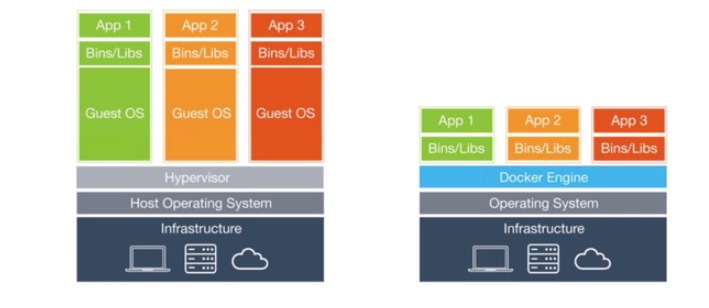 App 1
App 2
App 3
Bins/Libs
Bins/Libs
Bins/Libs
Guest OS
Guest OS
Guest OS
Hypervisor
Host Operating System
Infrastructure
App 1
App 2
App 3
Bins/Libs
Bins/Libs
Bins/Libs
Docker Engine
Operating System
Infrastructure